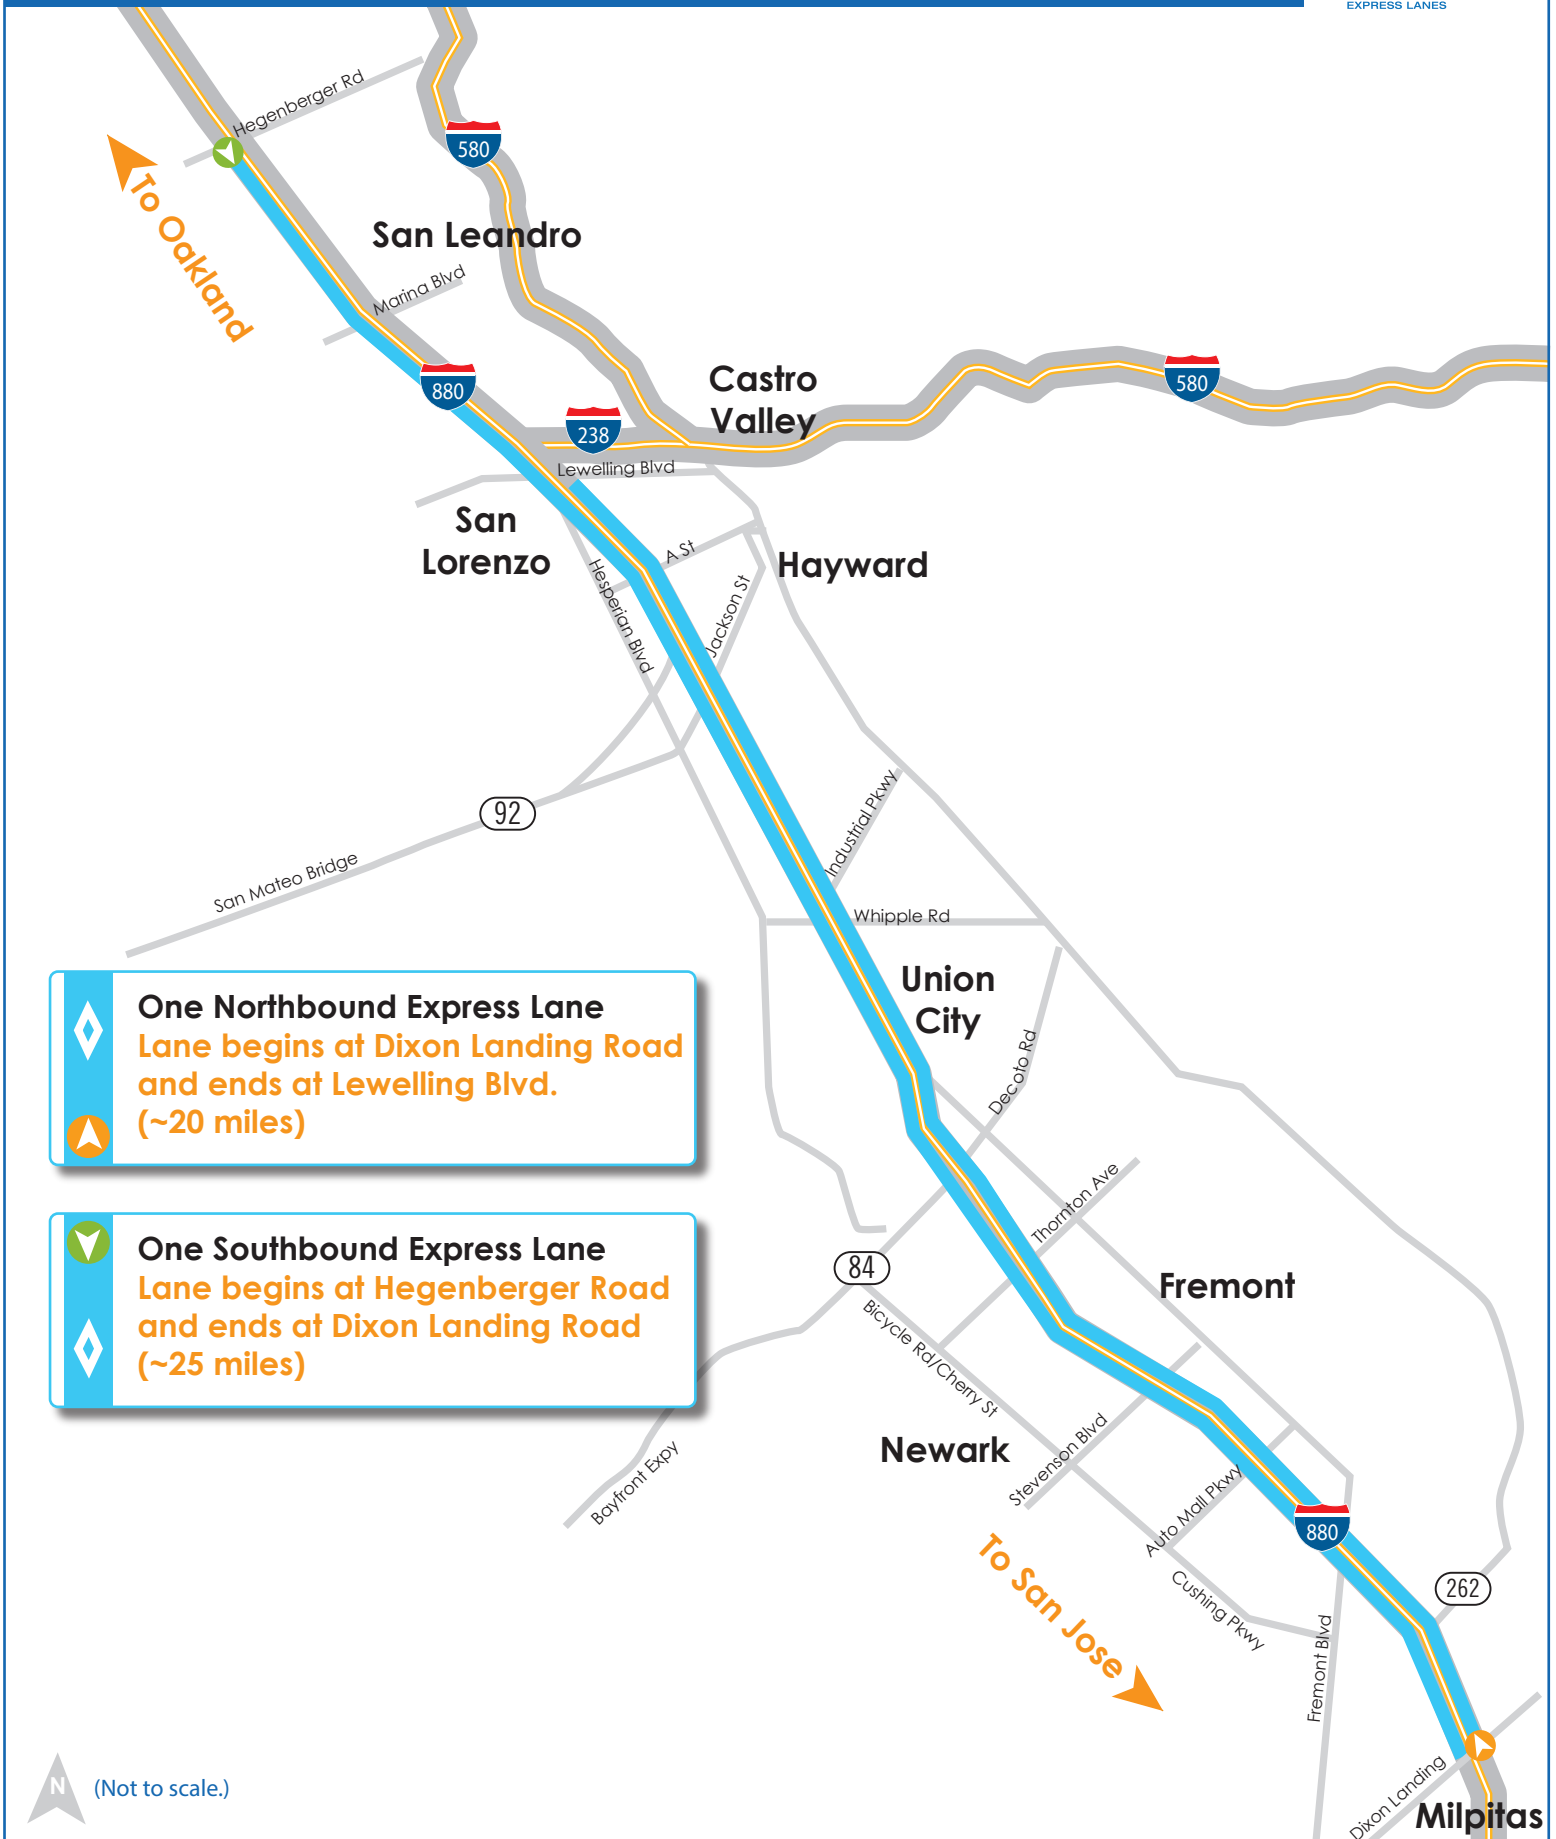 EXPRESS LANES
Hegenberger Rd
580
To Oakland
San Leandro
Marina Blvd
880
Castro
Valley
580
238
Lewelling Blvd
San
Lorenzo
A St
Hayward
Hesperian Blvd
Jackson St
92
Industrial Pkwy
San Mateo Bridge
Whipple Rd
Union
City
One Northbound Express Lane
Lane begins at Dixon Landing Road
and ends at Lewelling Blvd.
(~20 miles)
Decoto Rd
Thornton Ave
One Southbound Express Lane
Lane begins at Hegenberger Road
and ends at Dixon Landing Road
(~25 miles)
84
Fremont
Bicycle Rd/Cherry St
Newark
Stevenson Blvd
Bayfront Expy
Auto Mall Pkwy
880
To San Jose
Cushing Pkwy
262
Fremont Blvd
N
(Not to scale.)
Dixon Landing
Milpitas